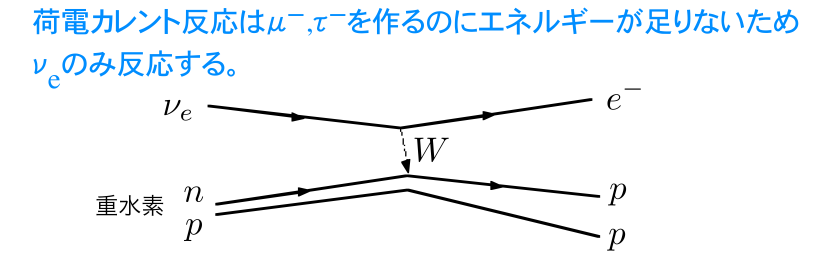 荷電カレント反応はμ⁻,τ⁻を作るのにエネルギーが足りないため
νeのみ反応する。
νe
e⁻
W
重水素
n
p
p
p